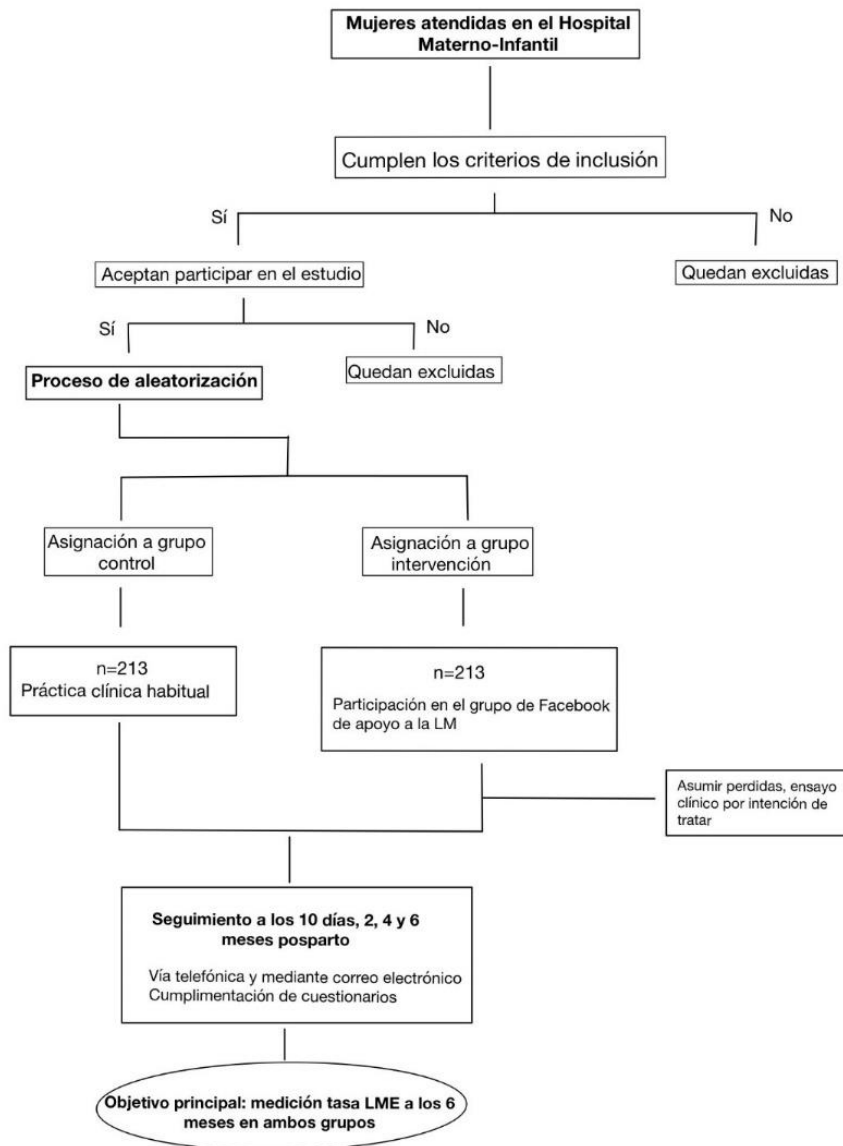 Mujeres atendidas en el Hospital
Materno-Infantil
Cumplen los criterios de inclusión
Sí
No
Aceptan participar en el estudio
Quedan excluidas
Sí
No
Proceso de aleatorización
Quedan excluidas
Asignación a grupo
control
Asignación a grupo
intervención
n=213
Práctica clínica habitual
n=213
Participación en el grupo de Facebook
de apoyo a la LM
Asumir perdidas, ensayo
clínico por intención de
tratar
Seguimiento a los 10 días, 2, 4 y 6
meses posparto
Vía telefónica y mediante correo electrónico
Cumplimentación de cuestionarios
Objetivo principal: medición tasa LME a los 6
meses en ambos grupos